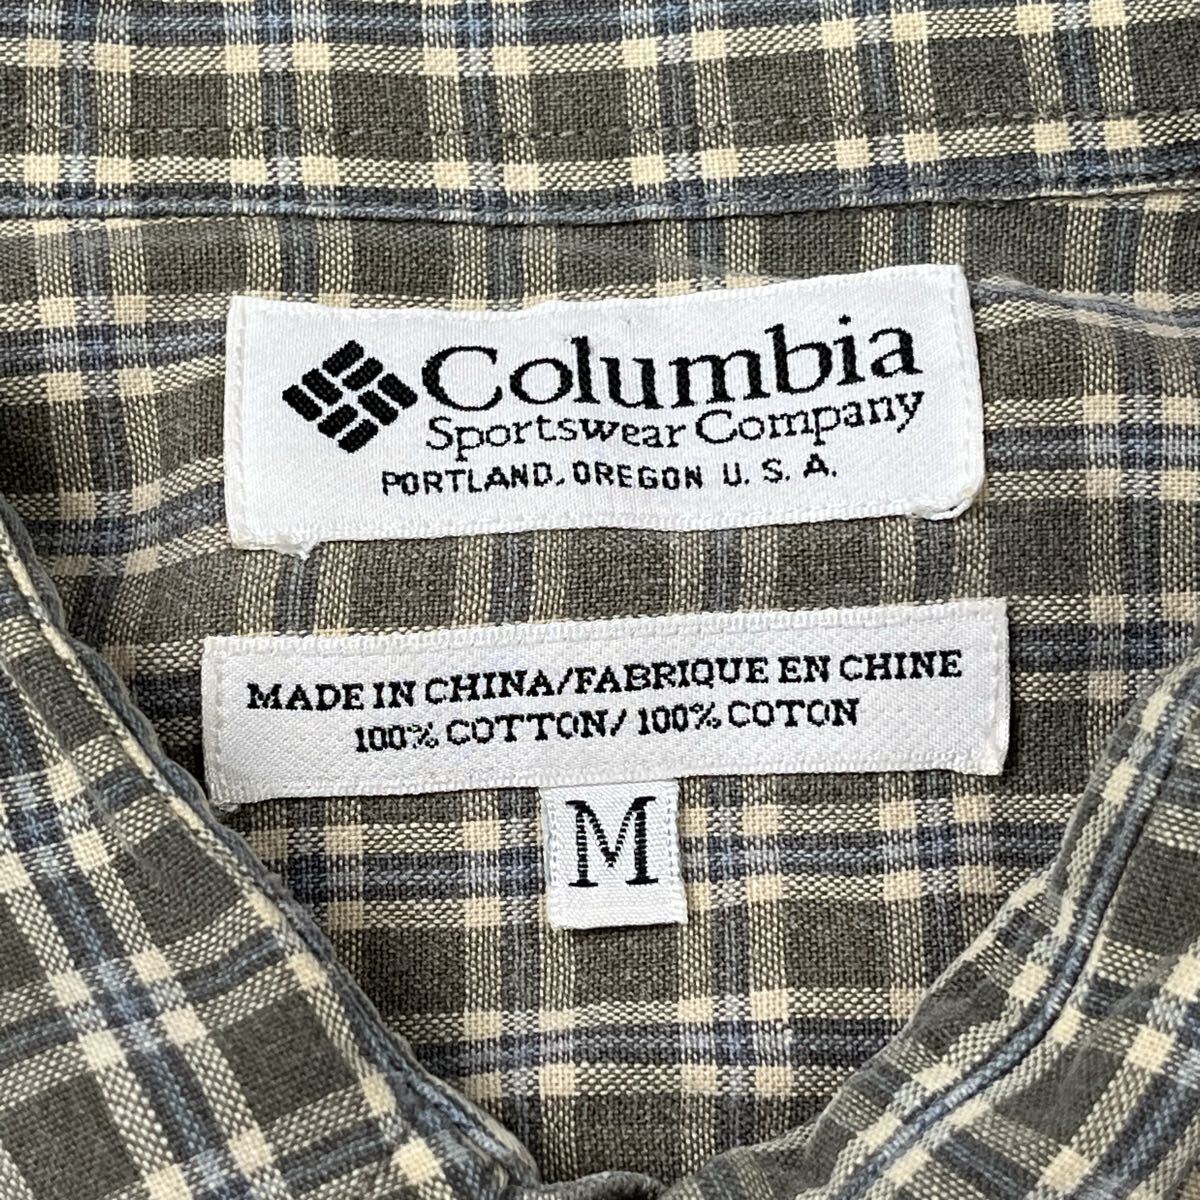 Columbia
Sportswear Company
PORTLAND, OREGON U. S. A.
MADE IN CHINA/FABRIQUE EN CHINE
100% COTTON/ 100% COTON
M